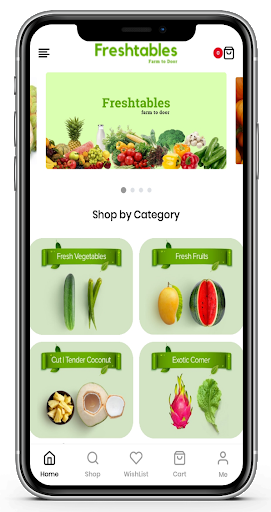 Freshtables
Farm to Door
0
Freshtables
farm to door
Shop by Category
Fresh Vegetables
Fresh Fruits
Cut | Tender Coconut
Exotic Corner
Home
Shop
WishList
Cart
Me